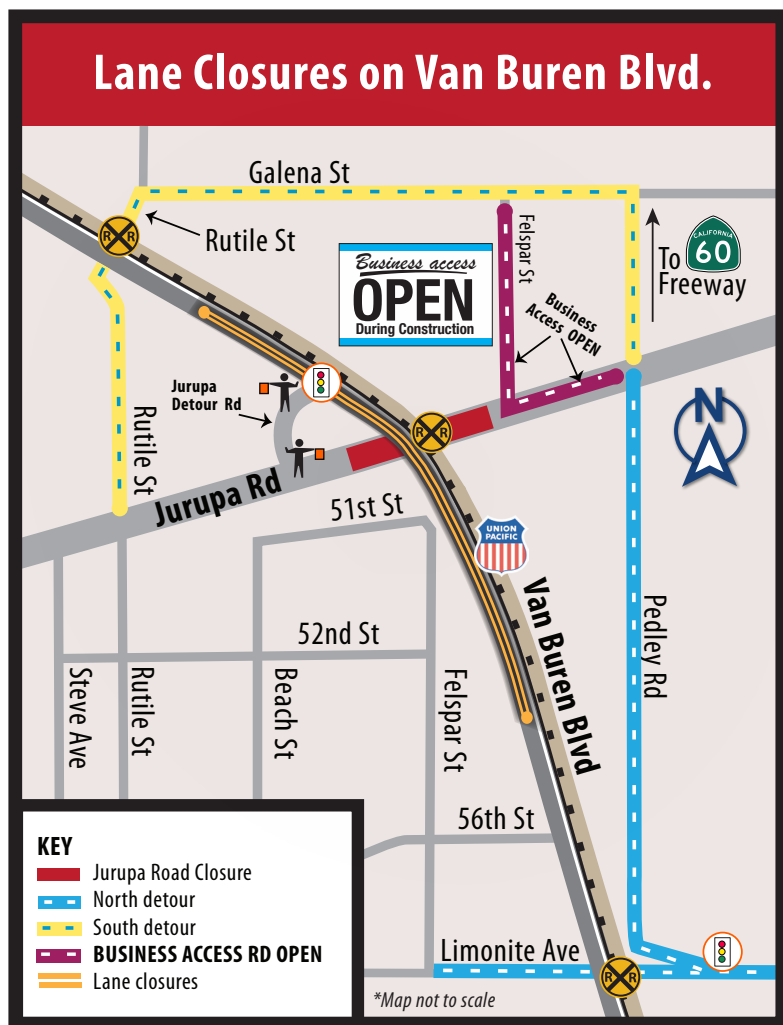 Lane Closures on Van Buren Blvd.
Galena St
Rutile St
Felspar St
CALIFORNIA
60
To
Freeway
Business access
OPEN
During Construction
Business
Access OPEN
Jurupa
Detour Rd
R R
R R
N
Rutile St
Jurupa Rd
51st St
UNION
PACIFIC
Van Buren Blvd
Pedley Rd
52nd St
Steve Ave
Rutile St
Beach St
Felspar St
56th St
Limonite Ave
R R
*Map not to scale
KEY
Jurupa Road Closure
North detour
South detour
BUSINESS ACCESS RD OPEN
Lane closures